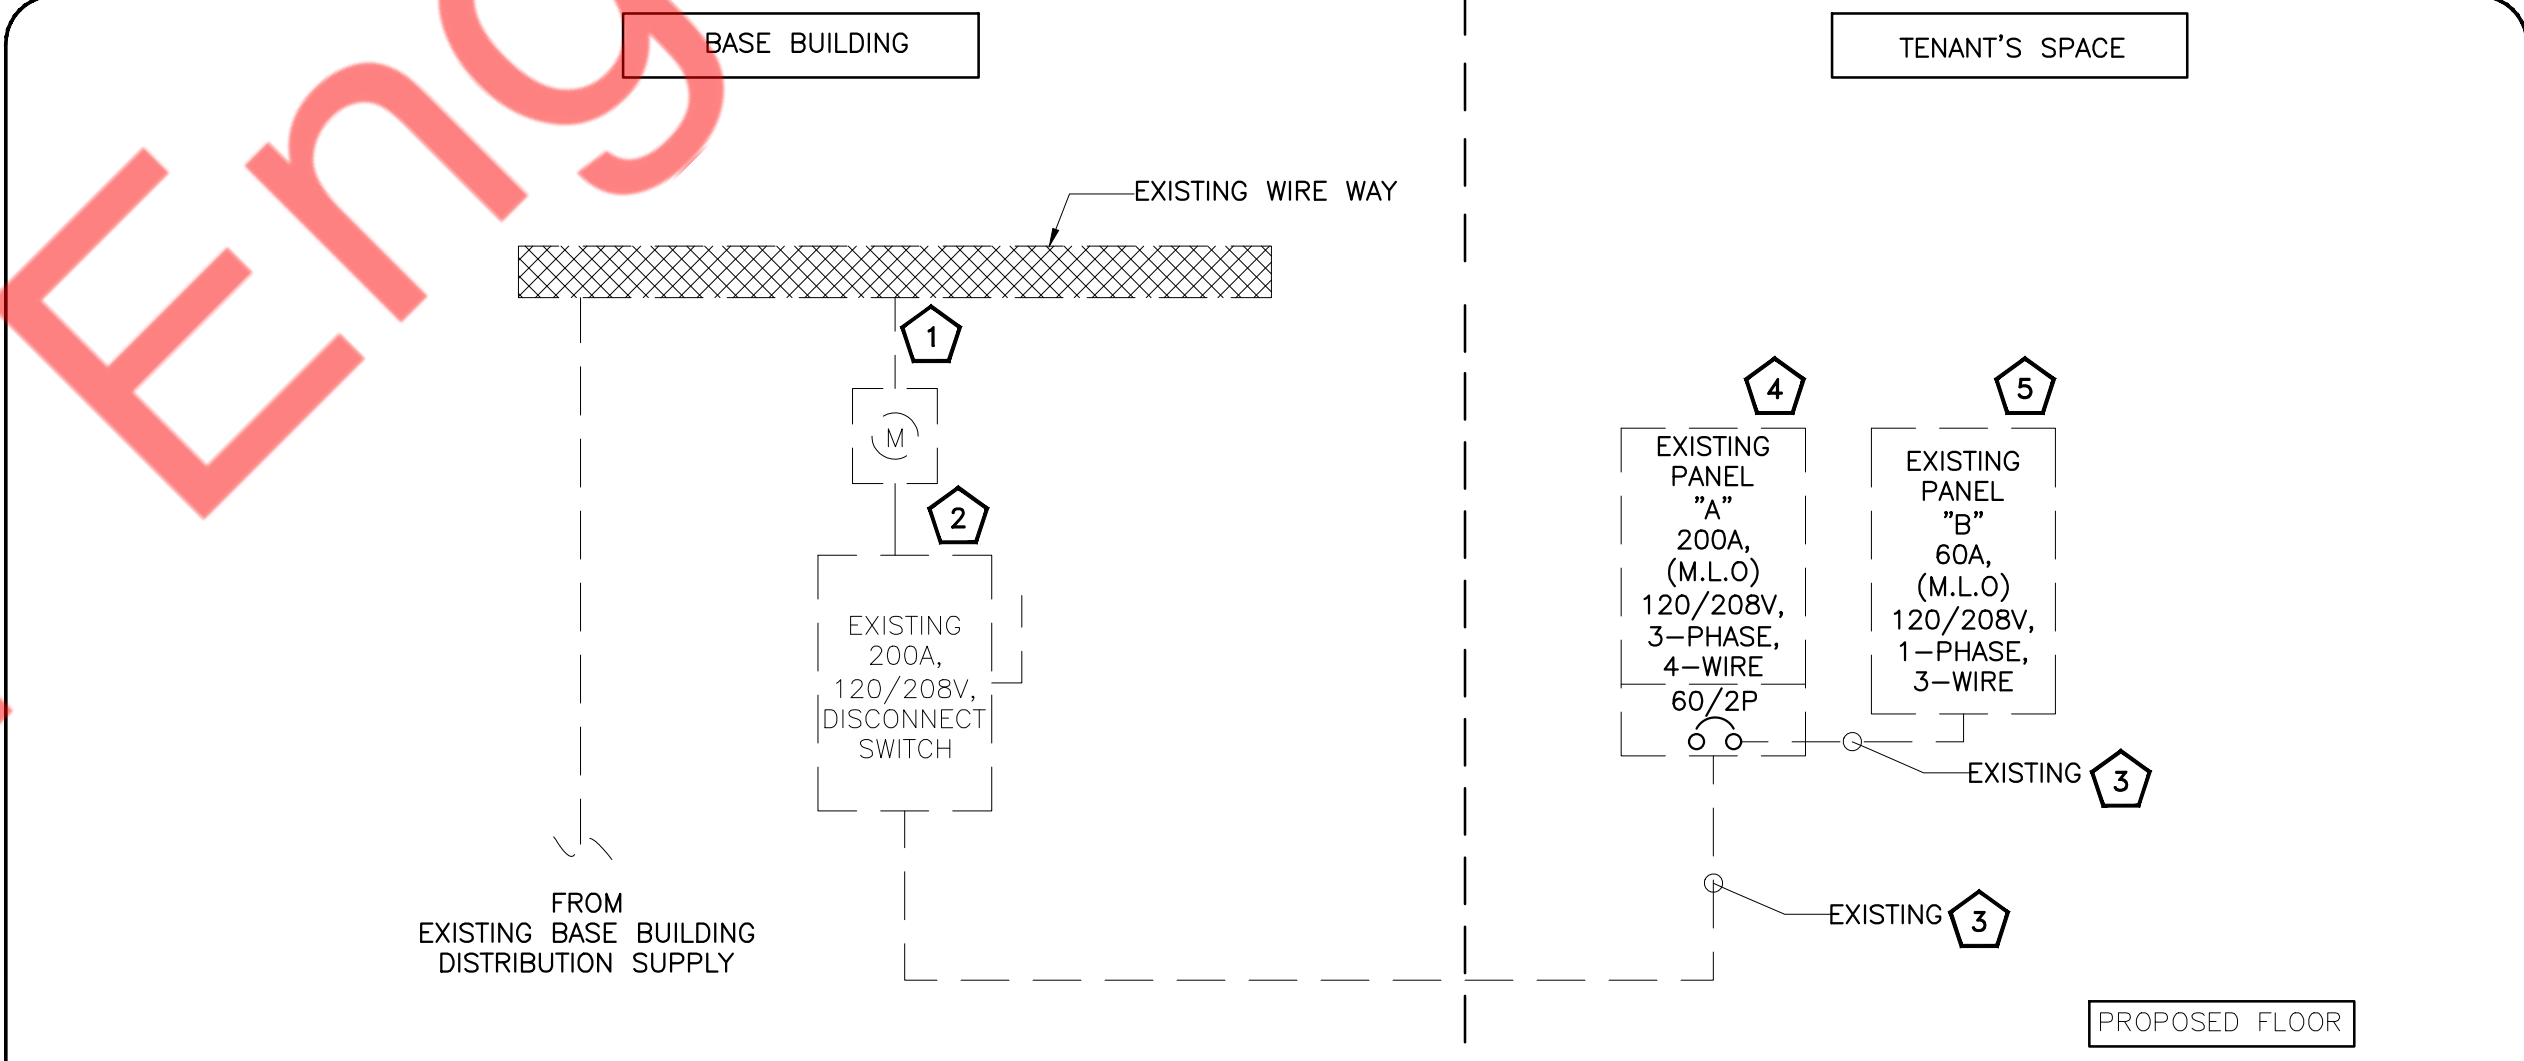 BASE BUILDING
TENANT'S SPACE
EXISTING WIRE WAY
1
M
2
EXISTING
200A,
120/208V,
DISCONNECT
SWITCH
FROM
EXISTING BASE BUILDING
DISTRIBUTION SUPPLY
4
EXISTING
PANEL
"A"
200A,
(M.L.O)
120/208V,
3-PHASE,
4-WIRE
60/2P
5
EXISTING
PANEL
"B"
60A,
(M.L.O)
120/208V,
1-PHASE,
3-WIRE
EXISTING 3
EXISTING 3
PROPOSED FLOOR
Eng